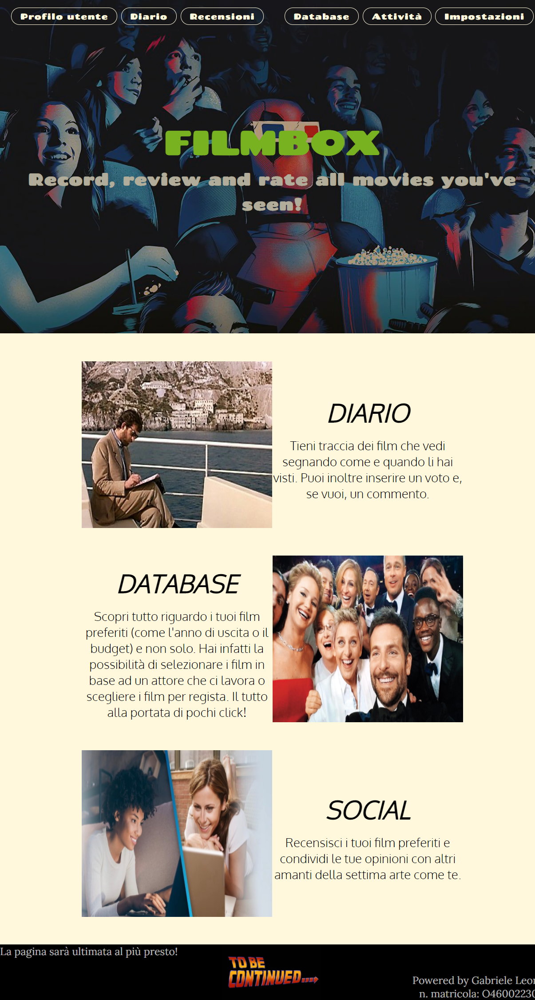 Profilo utente Diario Recensioni Database Attività Impostazioni
FILMBOX
Record, review and rate all movies you've
seen!
DIARIO
Tieni traccia dei film che vedi
segnando come e quando li hai
visti. Puoi inoltre inserire un voto e,
se vuoi, un commento.
DATABASE
Scopri tutto riguardo i tuoi film
preferiti (come l'anno di uscita o il
budget) e non solo. Hai infatti la
possibilità di selezionare i film in
base ad un attore che ci lavora o
scegliere i film per regista. Il tutto
alla portata di pochi click!
SOCIAL
Recensisci i tuoi film preferiti e
condividi le tue opinioni con altri
amanti della settima arte come te.
La pagina sarà ultimata al più presto!
TO BE
CONTINUED....
Powered by Gabriele
n. matricola: